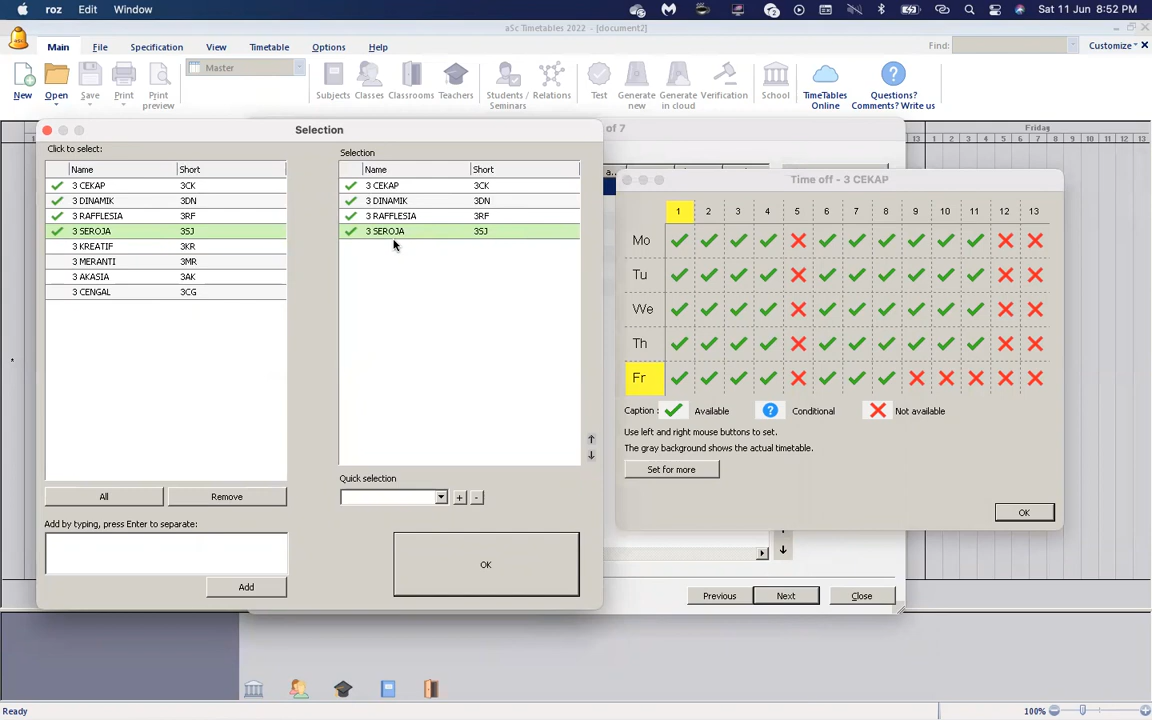 roz Edit Window Sat 11 Jun 8:52 PM
aSc Timetables 2022 - [document2]
Main File Specification View Timetable Options Help Find: Customize
Master
New Open Save Print Print preview Subjects Classes Classrooms Teachers Students / Seminars Relations Test Generate new Generate in cloud Verification School TimeTables Online Questions? Comments? Write us
Friday
1 2 3 4 5 6 7 8 9 10 11 12 13
of 7
Selection
Click to select:
Name Short
3 CEKAP 3CK
3 DINAMIK 3DN
3 RAFFLESIA 3RF
3 SEROJA 3SJ
3 KREATIF 3KR
3 MERANTI 3MR
3 AKASIA 3AK
3 CENGAL 3CG
All Remove
Add by typing, press Enter to separate:
Add
Selection
Name Short
3 CEKAP 3CK
3 DINAMIK 3DN
3 RAFFLESIA 3RF
3 SEROJA 3SJ
Quick selection
+ -
OK
Time off - 3 CEKAP
1 2 3 4 5 6 7 8 9 10 11 12 13
Mo
Tu
We
Th
Fr
Caption : Available ? Conditional Not available
Use left and right mouse buttons to set.
The gray background shows the actual timetable.
Set for more
OK
Previous Next Close
Ready 100%